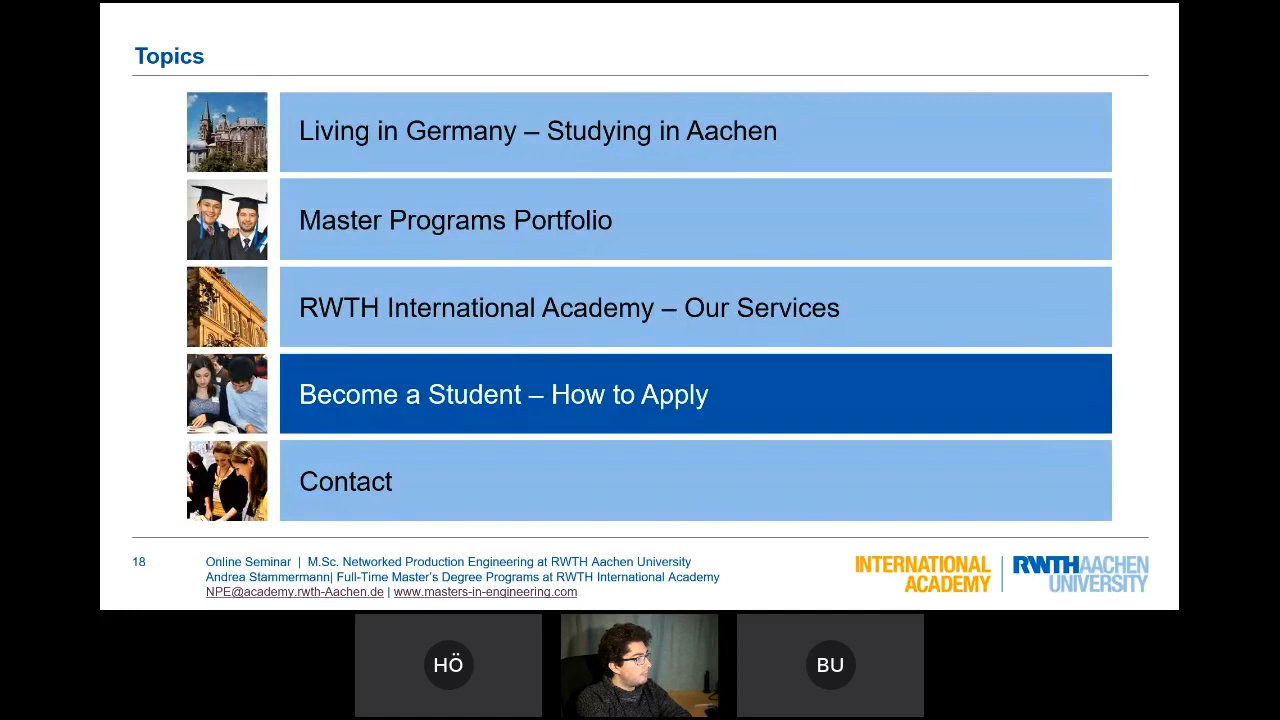 Topics
Living in Germany – Studying in Aachen
Master Programs Portfolio
RWTH International Academy – Our Services
Become a Student – How to Apply
Contact
18
Online Seminar | M.Sc. Networked Production Engineering at RWTH Aachen University
Andrea Stammermann| Full-Time Master's Degree Programs at RWTH International Academy
NPE@academy.rwth-Aachen.de | www.masters-in-engineering.com
INTERNATIONAL
ACADEMY
RWTHAACHEN
UNIVERSITY
HÖ
BU